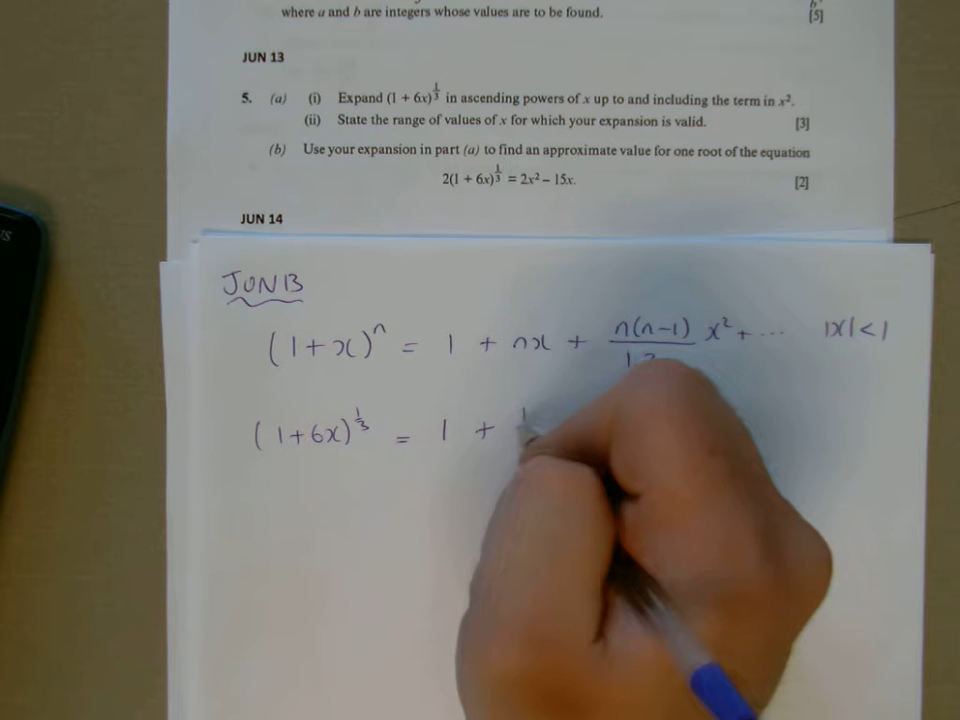 where a and b are integers whose values are to be found.
b
[5]
JUN 13
5. (a) (i) Expand (1 + 6x)^{1/3} in ascending powers of x up to and including the term in x².
(ii) State the range of values of x for which your expansion is valid. [3]
(b) Use your expansion in part (a) to find an approximate value for one root of the equation
2(1 + 6x)^{1/3} = 2x² – 15x. [2]
JUN 14
JUN 13
(1+x)^n = 1 + nx + n(n-1)/1.2 x² + ... |x|<1
(1+6x)^{1/3} = 1 + 1